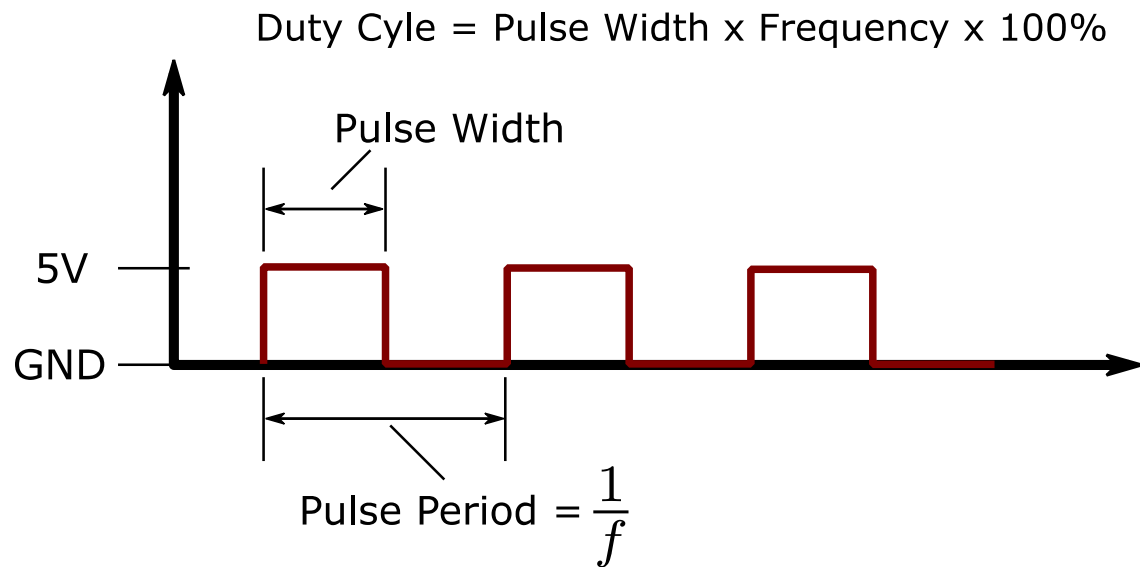 Duty Cyle = Pulse Width x Frequency x 100%
Pulse Width
5V
GND
Pulse Period = 1/f